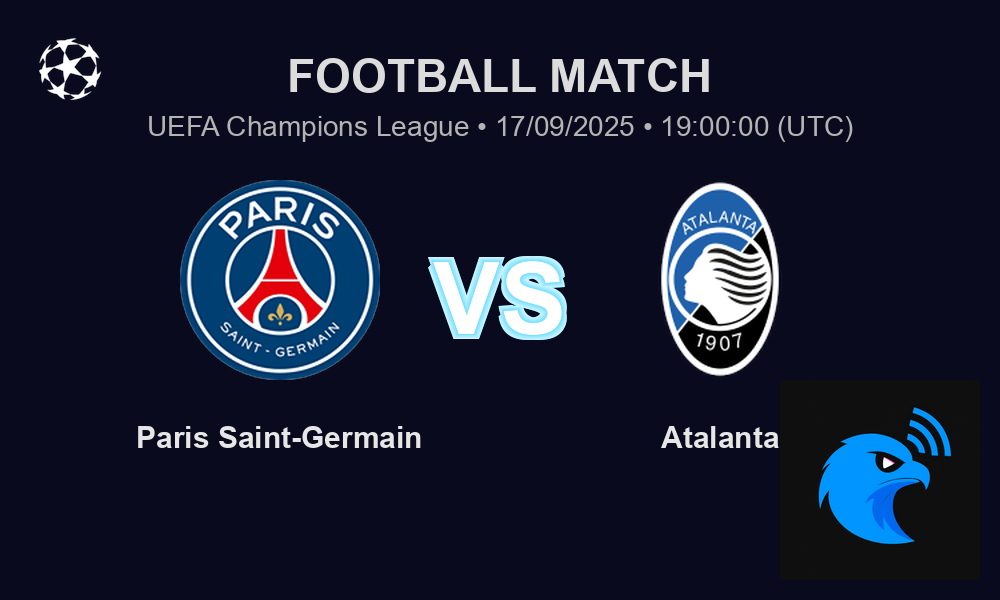 FOOTBALL MATCH
UEFA Champions League • 17/09/2025 • 19:00:00 (UTC)
PARIS
SAINT-GERMAIN
VS
ATALANTA
1907
Paris Saint-Germain
Atalanta